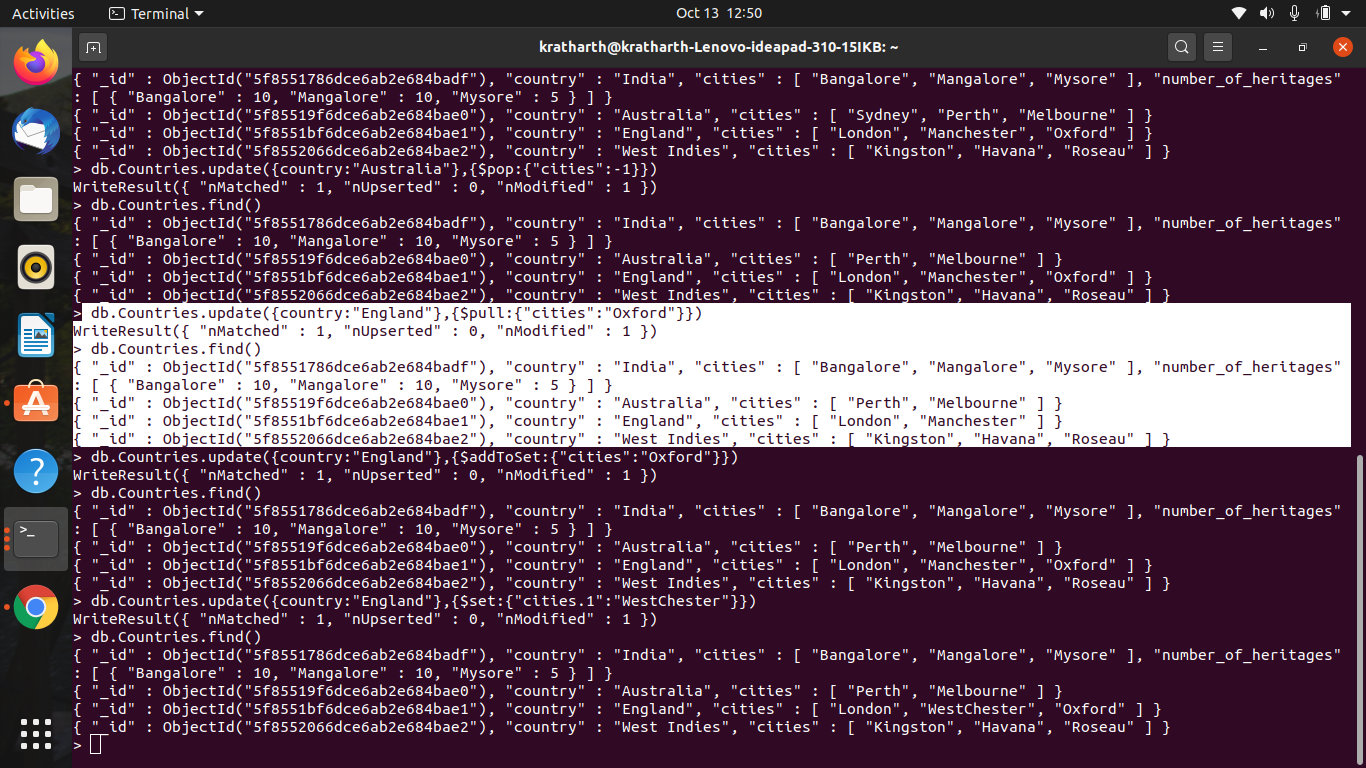 Activities
Terminal
Oct 13 12:50
kratharth@kratharth-Lenovo-ideapad-310-15IKB: ~
{ "_id" : ObjectId("5f8551786dce6ab2e684badf"), "country" : "India", "cities" : [ "Bangalore", "Mangalore", "Mysore" ], "number_of_heritages"
: [ { "Bangalore" : 10, "Mangalore" : 10, "Mysore" : 5 } ] }
{ "_id" : ObjectId("5f85519f6dce6ab2e684bae0"), "country" : "Australia", "cities" : [ "Sydney", "Perth", "Melbourne" ] }
{ "_id" : ObjectId("5f8551bf6dce6ab2e684bae1"), "country" : "England", "cities" : [ "London", "Manchester", "Oxford" ] }
{ "_id" : ObjectId("5f8552066dce6ab2e684bae2"), "country" : "West Indies", "cities" : [ "Kingston", "Havana", "Roseau" ] }
> db.Countries.update({country:"Australia"},{$pop:{"cities":-1}})
WriteResult({ "nMatched" : 1, "nUpserted" : 0, "nModified" : 1 })
> db.Countries.find()
{ "_id" : ObjectId("5f8551786dce6ab2e684badf"), "country" : "India", "cities" : [ "Bangalore", "Mangalore", "Mysore" ], "number_of_heritages"
: [ { "Bangalore" : 10, "Mangalore" : 10, "Mysore" : 5 } ] }
{ "_id" : ObjectId("5f85519f6dce6ab2e684bae0"), "country" : "Australia", "cities" : [ "Perth", "Melbourne" ] }
{ "_id" : ObjectId("5f8551bf6dce6ab2e684bae1"), "country" : "England", "cities" : [ "London", "Manchester", "Oxford" ] }
{ "_id" : ObjectId("5f8552066dce6ab2e684bae2"), "country" : "West Indies", "cities" : [ "Kingston", "Havana", "Roseau" ] }
> db.Countries.update({country:"England"},{$pull:{"cities":"Oxford"}})
WriteResult({ "nMatched" : 1, "nUpserted" : 0, "nModified" : 1 })
> db.Countries.find()
{ "_id" : ObjectId("5f8551786dce6ab2e684badf"), "country" : "India", "cities" : [ "Bangalore", "Mangalore", "Mysore" ], "number_of_heritages"
: [ { "Bangalore" : 10, "Mangalore" : 10, "Mysore" : 5 } ] }
{ "_id" : ObjectId("5f85519f6dce6ab2e684bae0"), "country" : "Australia", "cities" : [ "Perth", "Melbourne" ] }
{ "_id" : ObjectId("5f8551bf6dce6ab2e684bae1"), "country" : "England", "cities" : [ "London", "Manchester" ] }
{ "_id" : ObjectId("5f8552066dce6ab2e684bae2"), "country" : "West Indies", "cities" : [ "Kingston", "Havana", "Roseau" ] }
> db.Countries.update({country:"England"},{$addToSet:{"cities":"Oxford"}})
WriteResult({ "nMatched" : 1, "nUpserted" : 0, "nModified" : 1 })
> db.Countries.find()
{ "_id" : ObjectId("5f8551786dce6ab2e684badf"), "country" : "India", "cities" : [ "Bangalore", "Mangalore", "Mysore" ], "number_of_heritages"
: [ { "Bangalore" : 10, "Mangalore" : 10, "Mysore" : 5 } ] }
{ "_id" : ObjectId("5f85519f6dce6ab2e684bae0"), "country" : "Australia", "cities" : [ "Perth", "Melbourne" ] }
{ "_id" : ObjectId("5f8551bf6dce6ab2e684bae1"), "country" : "England", "cities" : [ "London", "Manchester", "Oxford" ] }
{ "_id" : ObjectId("5f8552066dce6ab2e684bae2"), "country" : "West Indies", "cities" : [ "Kingston", "Havana", "Roseau" ] }
> db.Countries.update({country:"England"},{$set:{"cities.1":"WestChester"}})
WriteResult({ "nMatched" : 1, "nUpserted" : 0, "nModified" : 1 })
> db.Countries.find()
{ "_id" : ObjectId("5f8551786dce6ab2e684badf"), "country" : "India", "cities" : [ "Bangalore", "Mangalore", "Mysore" ], "number_of_heritages"
: [ { "Bangalore" : 10, "Mangalore" : 10, "Mysore" : 5 } ] }
{ "_id" : ObjectId("5f85519f6dce6ab2e684bae0"), "country" : "Australia", "cities" : [ "Perth", "Melbourne" ] }
{ "_id" : ObjectId("5f8551bf6dce6ab2e684bae1"), "country" : "England", "cities" : [ "London", "WestChester", "Oxford" ] }
{ "_id" : ObjectId("5f8552066dce6ab2e684bae2"), "country" : "West Indies", "cities" : [ "Kingston", "Havana", "Roseau" ] }
>